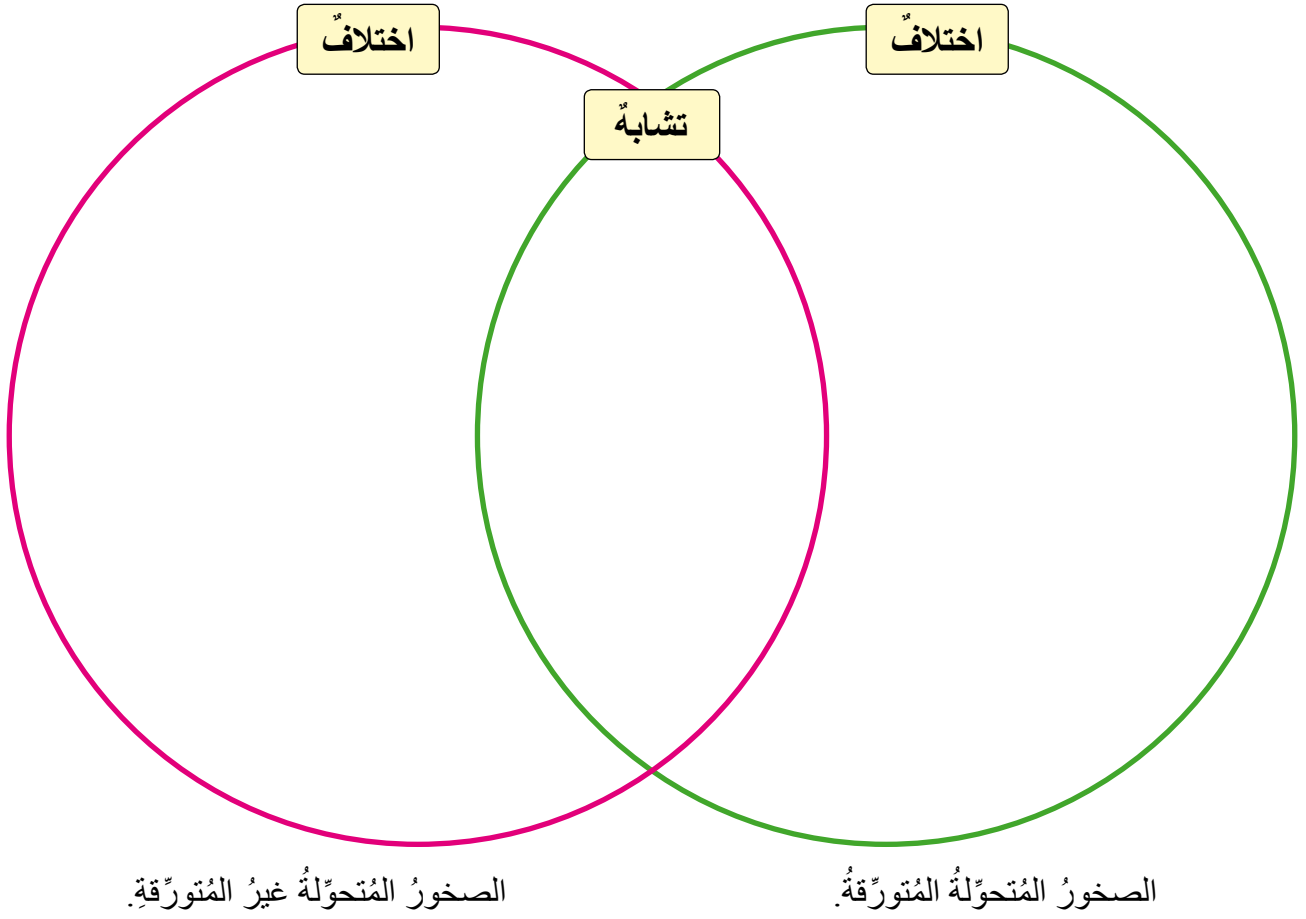 اختلافٌ
اختلافٌ
تشابهٌ
الصخورُ المُتحوِّلةُ المُتورِّقةُ.
الصخورُ المُتحوِّلةُ غيرُ المُتورِّقةِ.